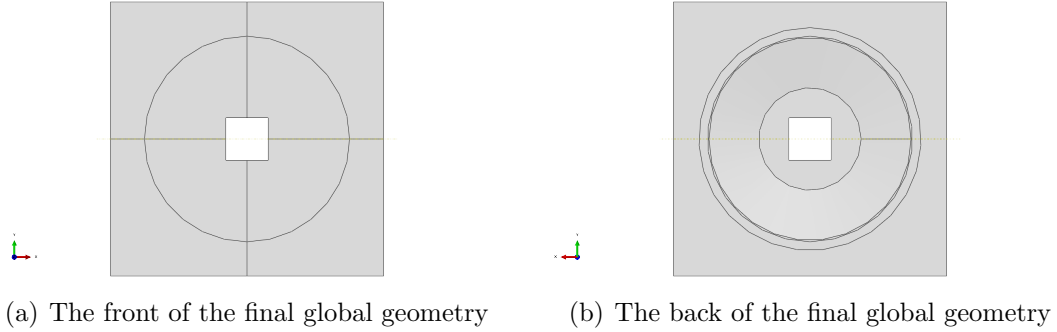 Y
X
Y
X
(a) The front of the final global geometry
(b) The back of the final global geometry